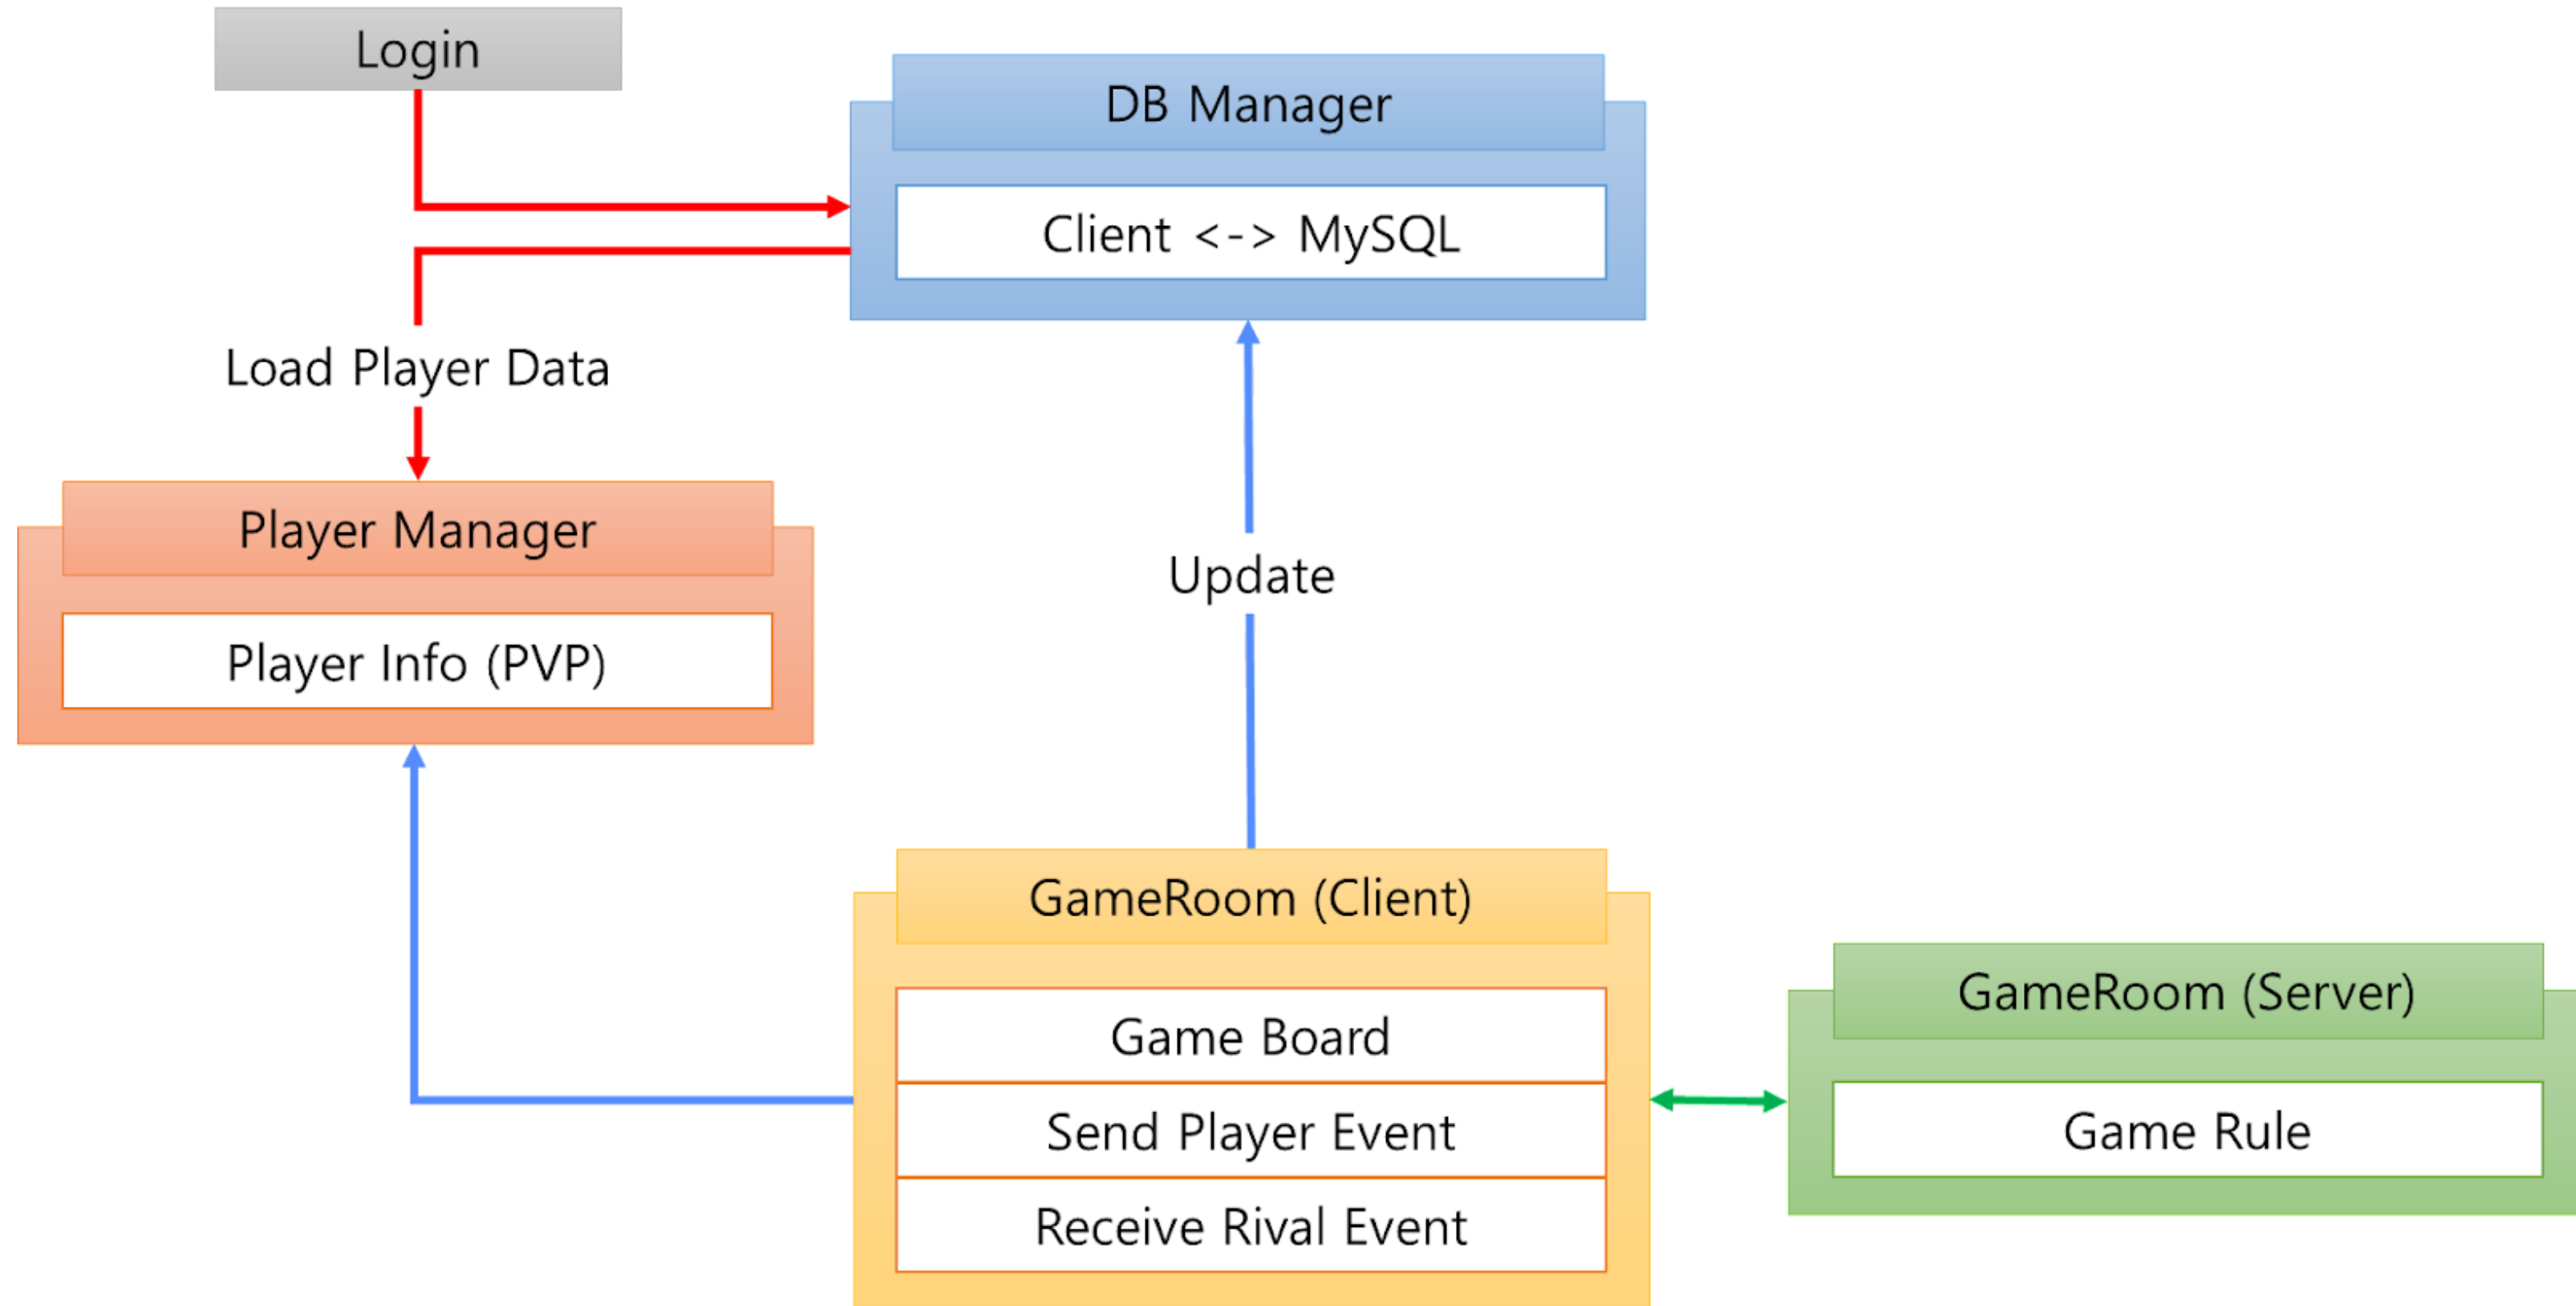 Login
DB Manager
Client <-> MySQL
Load Player Data
Player Manager
Player Info (PVP)
Update
GameRoom (Client)
Game Board
Send Player Event
Receive Rival Event
GameRoom (Server)
Game Rule